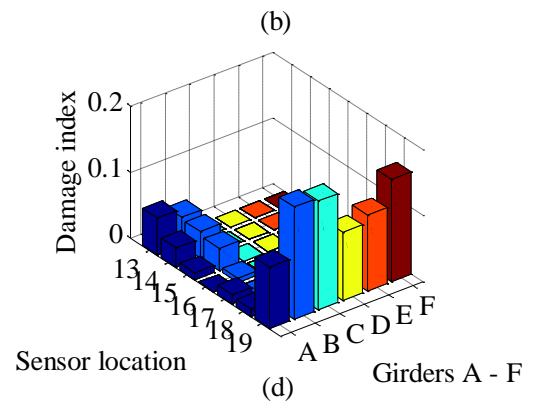 (b)
0.2
0.1
0
Damage index
13
14
15
16
17
18
19
A
B
C
D
E
F
Sensor location
Girders A - F
(d)